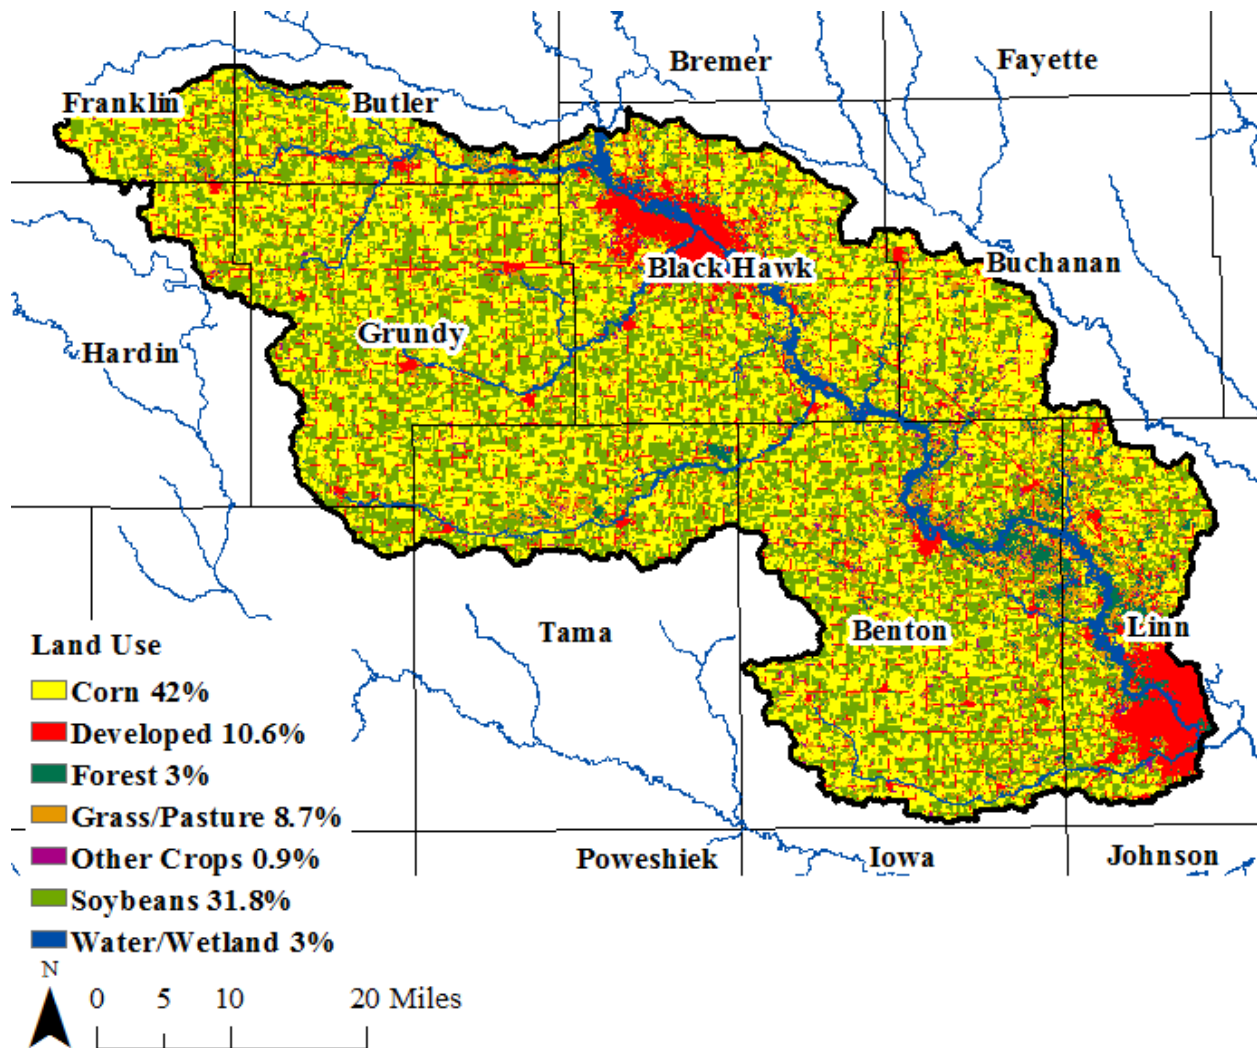 Bremer
Fayette
Franklin
Butler
Black Hawk
Buchanan
Grundy
Hardin
Tama
Benton
Linn
Land Use
Corn 42%
Developed 10.6%
Forest 3%
Grass/Pasture 8.7%
Other Crops 0.9%
Soybeans 31.8%
Water/Wetland 3%
Poweshiek
Iowa
Johnson
N
0 5 10 20 Miles